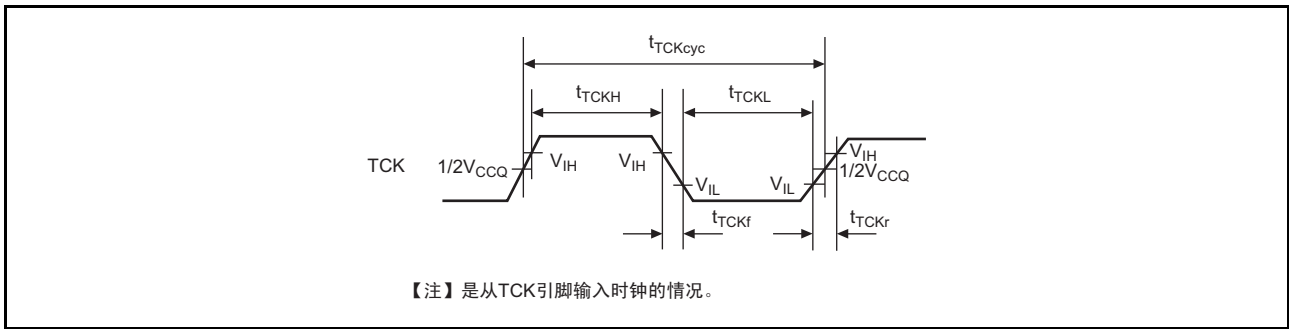 tTCKcyc
tTCKH tTCKL
TCK 1/2VCCQ VIH VIH VIL VIL VIH 1/2VCCQ
tTCKf tTCKr
【注】是从TCK引脚输入时钟的情况。